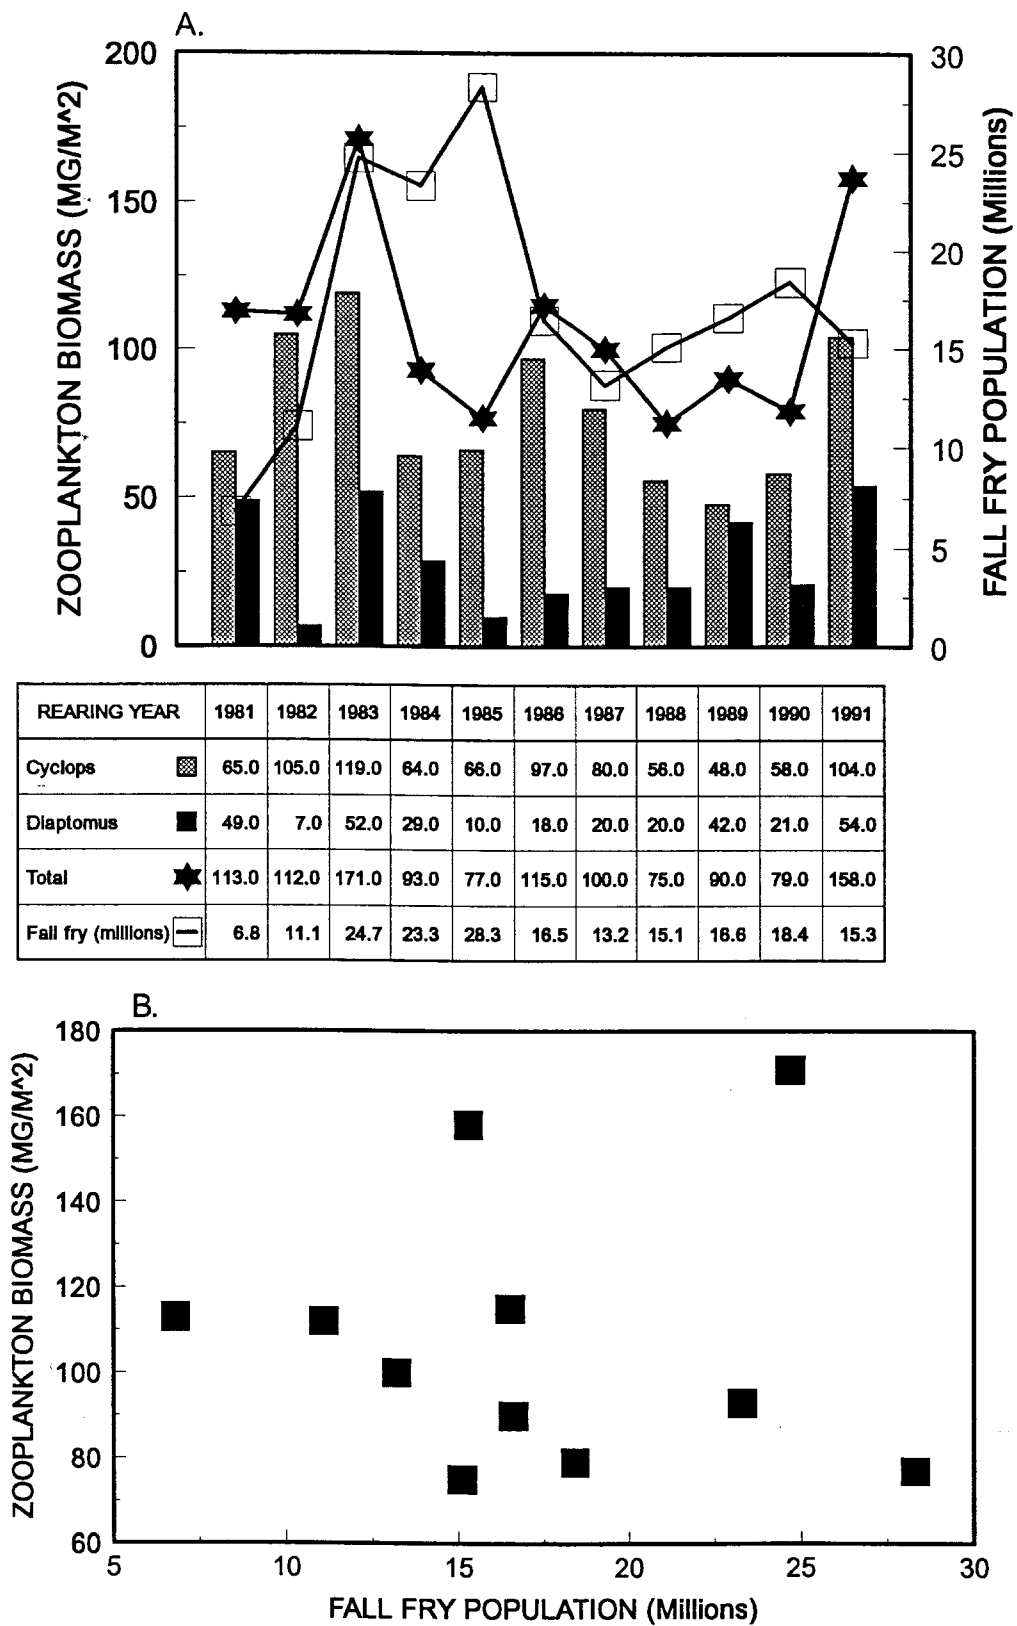 A.
200
150
100
50
0
ZOOPLANKTON BIOMASS (MG/M^2)
30
25
20
15
10
5
0
FALL FRY POPULATION (Millions)
REARING YEAR 1981 1982 1983 1984 1985 1986 1987 1988 1989 1990 1991
Cyclops 65.0 105.0 119.0 64.0 66.0 97.0 80.0 56.0 48.0 58.0 104.0
Diaptomus 49.0 7.0 52.0 29.0 10.0 18.0 20.0 20.0 42.0 21.0 54.0
Total 113.0 112.0 171.0 93.0 77.0 115.0 100.0 75.0 90.0 79.0 158.0
Fall fry (millions) 6.8 11.1 24.7 23.3 28.3 16.5 13.2 15.1 16.6 18.4 15.3
B.
180
160
140
120
100
80
60
ZOOPLANKTON BIOMASS (MG/M^2)
5 10 15 20 25 30
FALL FRY POPULATION (Millions)